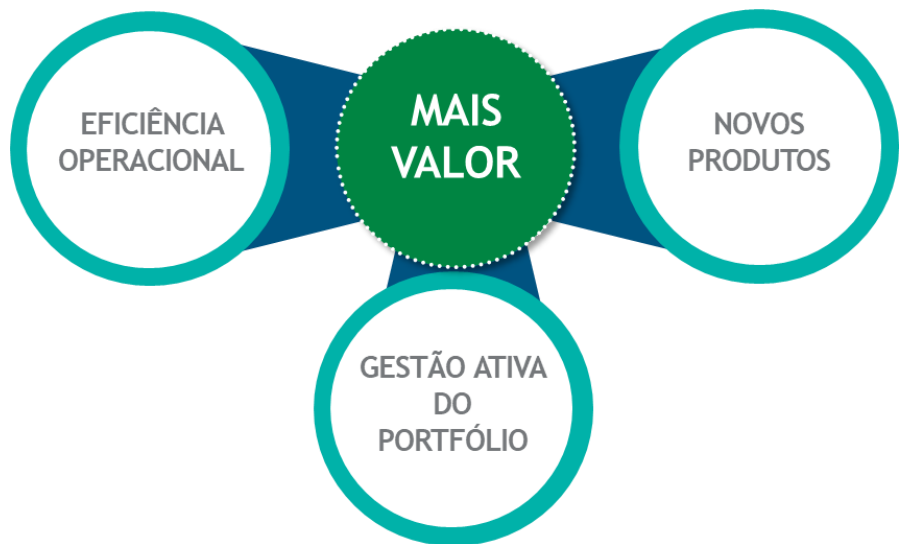 EFICIÊNCIA
OPERACIONAL
MAIS
VALOR
NOVOS
PRODUTOS
GESTÃO ATIVA
DO
PORTFÓLIO